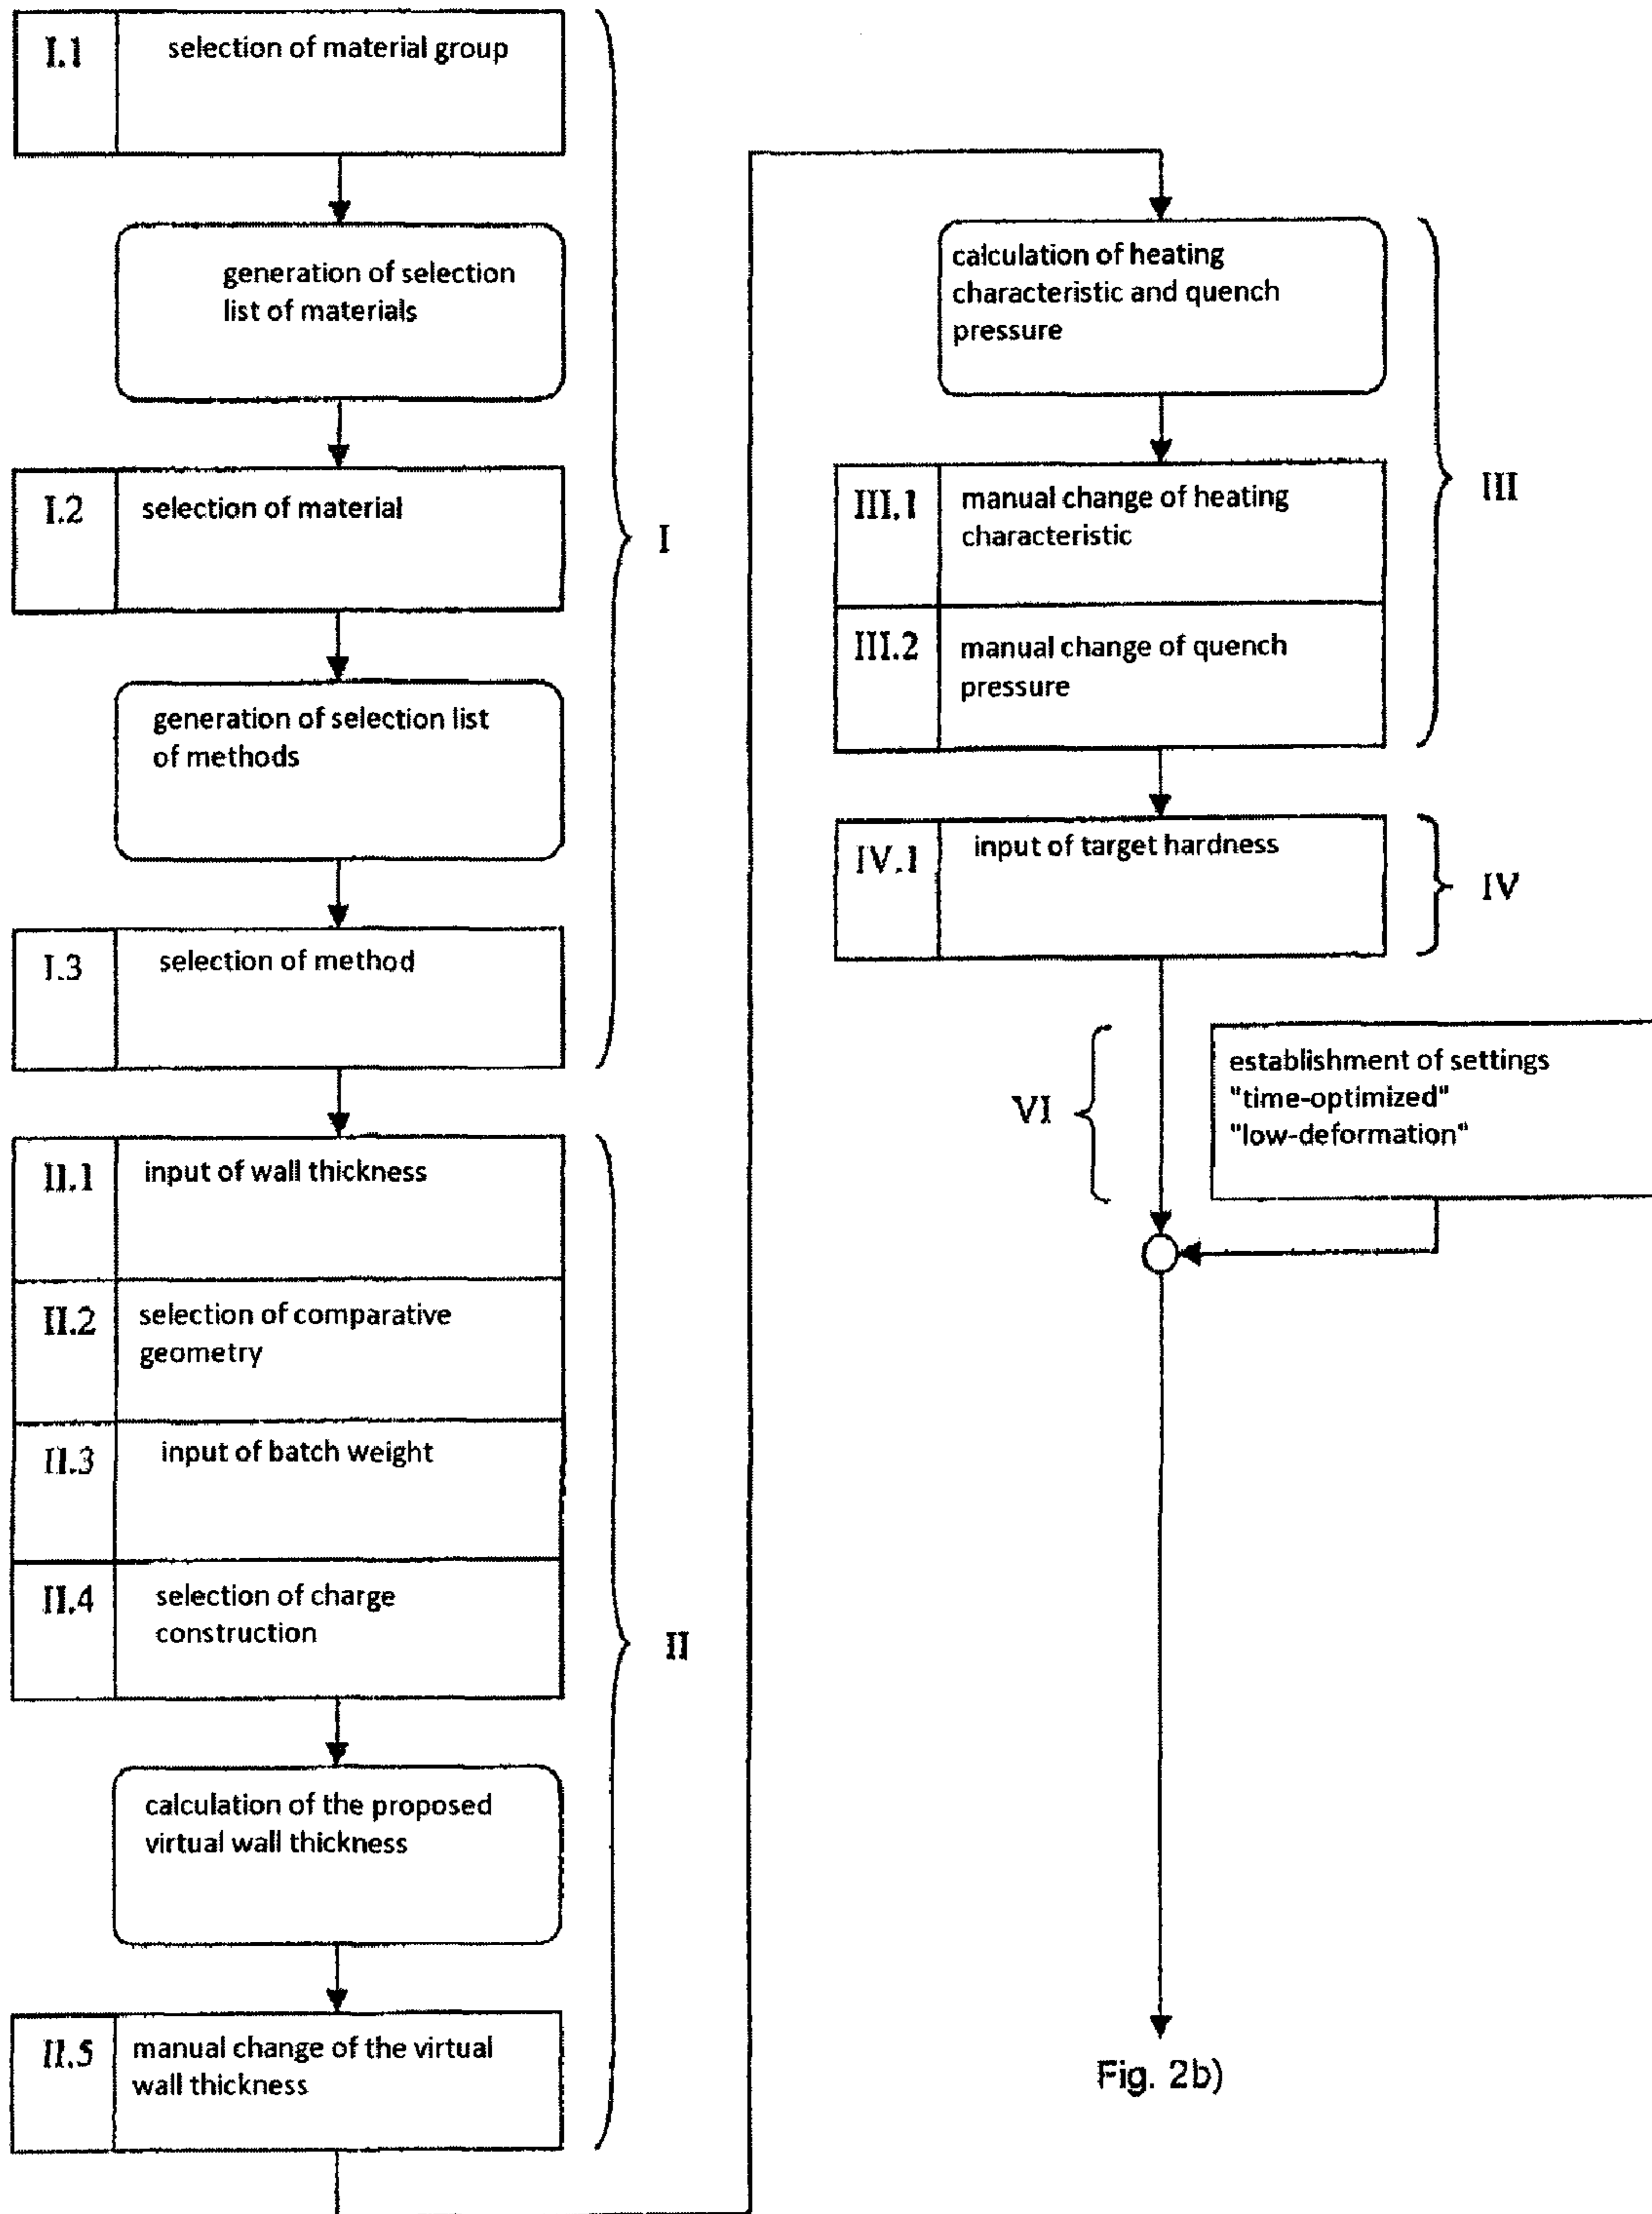 I.1
selection of material group
generation of selection
list of materials
I.2
selection of material
generation of selection list
of methods
I.3
selection of method
I
II.1
input of wall thickness
II.2
selection of comparative
geometry
II.3
input of batch weight
II.4
selection of charge
construction
calculation of the proposed
virtual wall thickness
II.5
manual change of the virtual
wall thickness
II
calculation of heating
characteristic and quench
pressure
III.1
manual change of heating
characteristic
III.2
manual change of quench
pressure
III
IV.1
input of target hardness
IV
VI
establishment of settings
"time-optimized"
"low-deformation"
Fig. 2b)